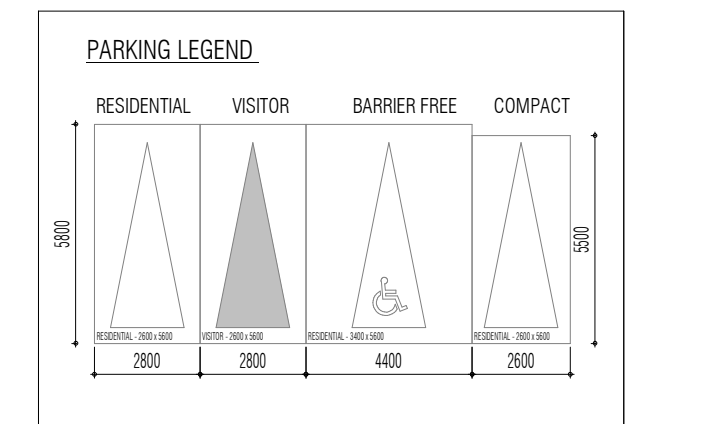 PARKING LEGEND
RESIDENTIAL VISITOR BARRIER FREE COMPACT
5800
5500
RESIDENTIAL - 2600 x 5600 VISITOR - 2600 x 5600 RESIDENTIAL - 3400 x 5600 RESIDENTIAL - 2600 x 5600
2800 2800 4400 2600